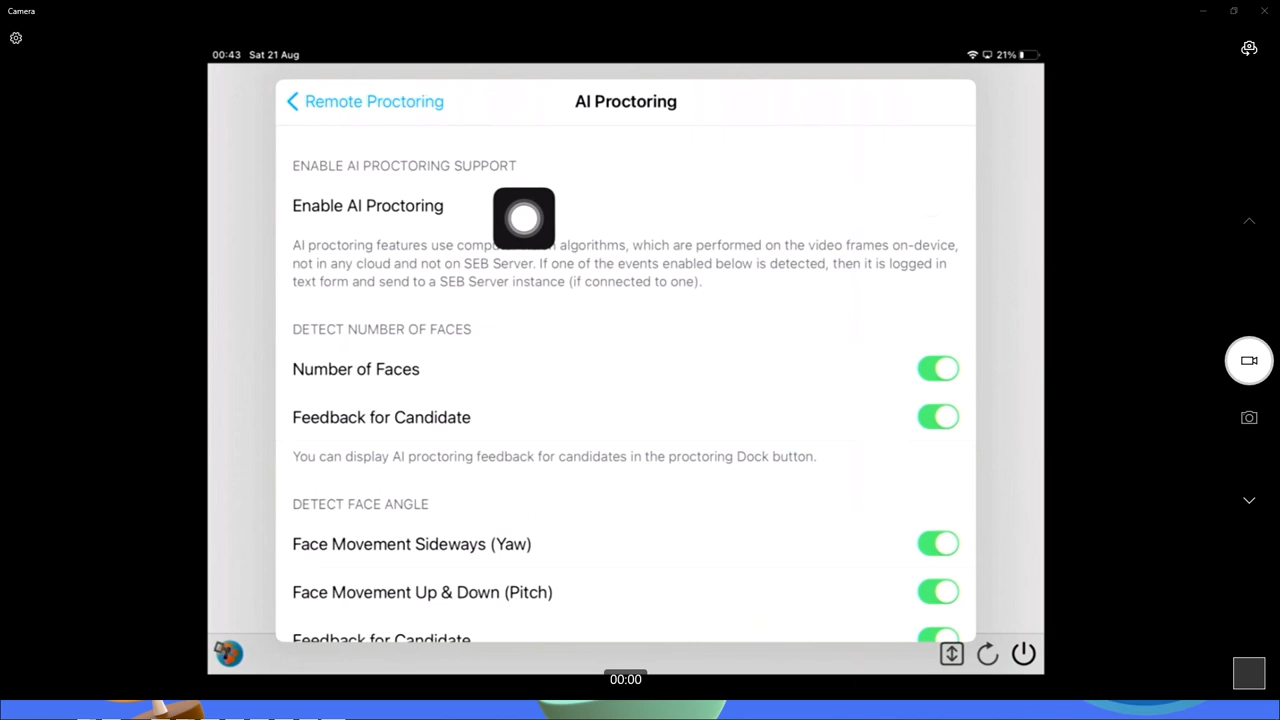 Camera
00:43 Sat 21 Aug
21%
Remote Proctoring
AI Proctoring
ENABLE AI PROCTORING SUPPORT
Enable AI Proctoring
AI proctoring features use algorithms, which are performed on the video frames on-device,
not in any cloud and not on SEB Server. If one of the events enabled below is detected, then it is logged in
text form and send to a SEB Server instance (if connected to one).
DETECT NUMBER OF FACES
Number of Faces
Feedback for Candidate
You can display AI proctoring feedback for candidates in the proctoring Dock button.
DETECT FACE ANGLE
Face Movement Sideways (Yaw)
Face Movement Up & Down (Pitch)
Feedback for Candidate
00:00